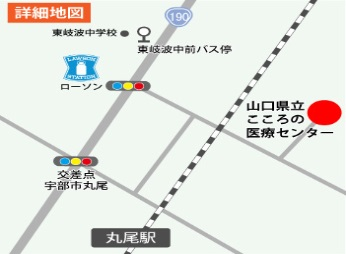 詳細地図
190
東岐波中学校
東岐波中前バス停
LAWSON
STATION
ローソン
山口県立
こころの
医療センター
交差点
宇部市丸尾
丸尾駅